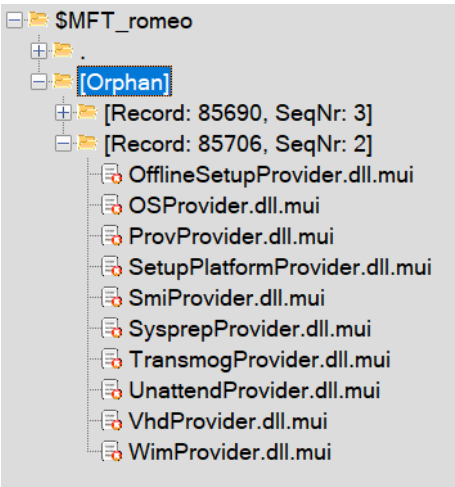 $MFT_romeo
.
[Orphan]
[Record: 85690, SeqNr: 3]
[Record: 85706, SeqNr: 2]
OfflineSetupProvider.dll.mui
OSProvider.dll.mui
ProvProvider.dll.mui
SetupPlatformProvider.dll.mui
SmiProvider.dll.mui
SysprepProvider.dll.mui
TransmogProvider.dll.mui
UnattendProvider.dll.mui
VhdProvider.dll.mui
WimProvider.dll.mui